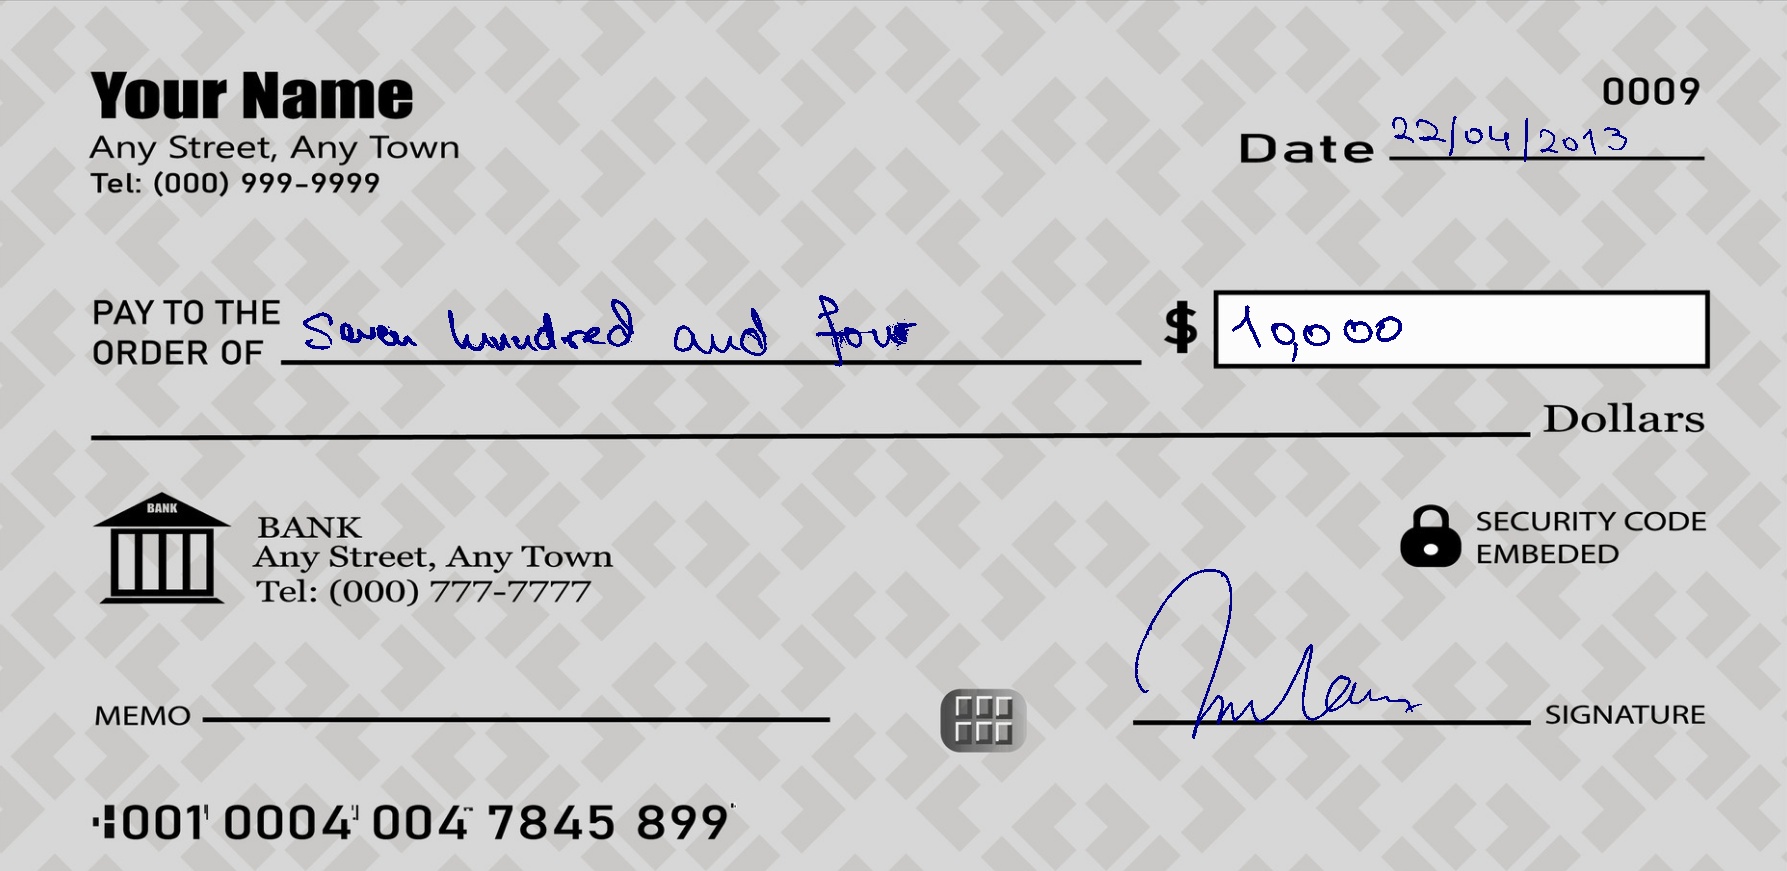 Your Name
Any Street, Any Town
Tel: (000) 999-9999
0009
Date 22/04/2013
PAY TO THE
ORDER OF Seven hundred and four $ 10,000
Dollars
BANK
BANK
Any Street, Any Town
Tel: (000) 777-7777
SECURITY CODE
EMBEDED
MEMO
SIGNATURE
001 0004 004 7845 899